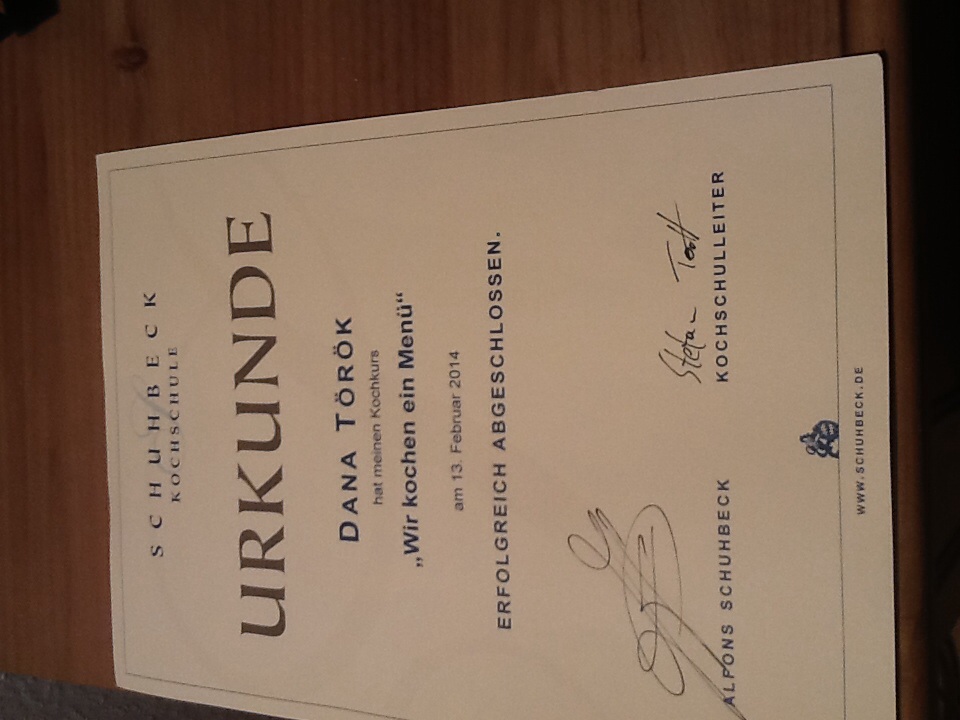 SCHUHBECK
KOCHSCHULE
URKUNDE
DANA TÖRÖK
hat meinen Kochkurs
„Wir kochen ein Menü“
am 13. Februar 2014
ERFOLGREICH ABGESCHLOSSEN.
Stefan
ALFONS SCHUHBECK
KOCHSCHULLEITER
WWW.SCHUHBECK.DE